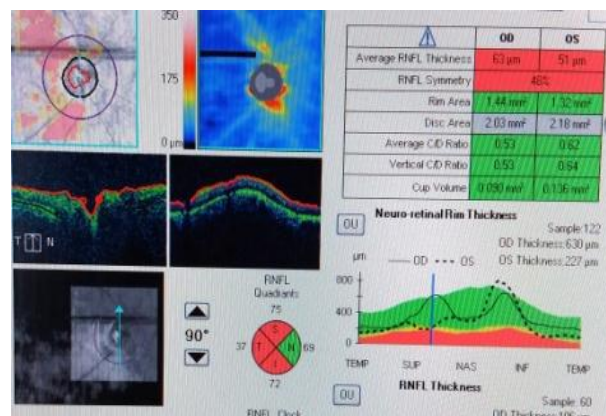 350
175
0 µm
OD OS
Average RNFL Thickness 63 µm 51 µm
RNFL Symmetry 48%
Rim Area 1.44 mm² 1.32 mm²
Disc Area 2.03 mm² 2.18 mm²
Average C/D Ratio 0.53 0.62
Vertical C/D Ratio 0.53 0.64
Cup Volume 0.090 mm³ 0.136 mm³
OU Neuro-retinal Rim Thickness
Sample:122
OD Thickness:630 µm
µm OD OS OS Thickness:227 µm
800
400
0
TEMP SUP NAS INF TEMP
T N
RNFL
Quadrants
75
90°
37 T S N I 69
72
OU RNFL Thickness
Sample: 60
RNFL Clock